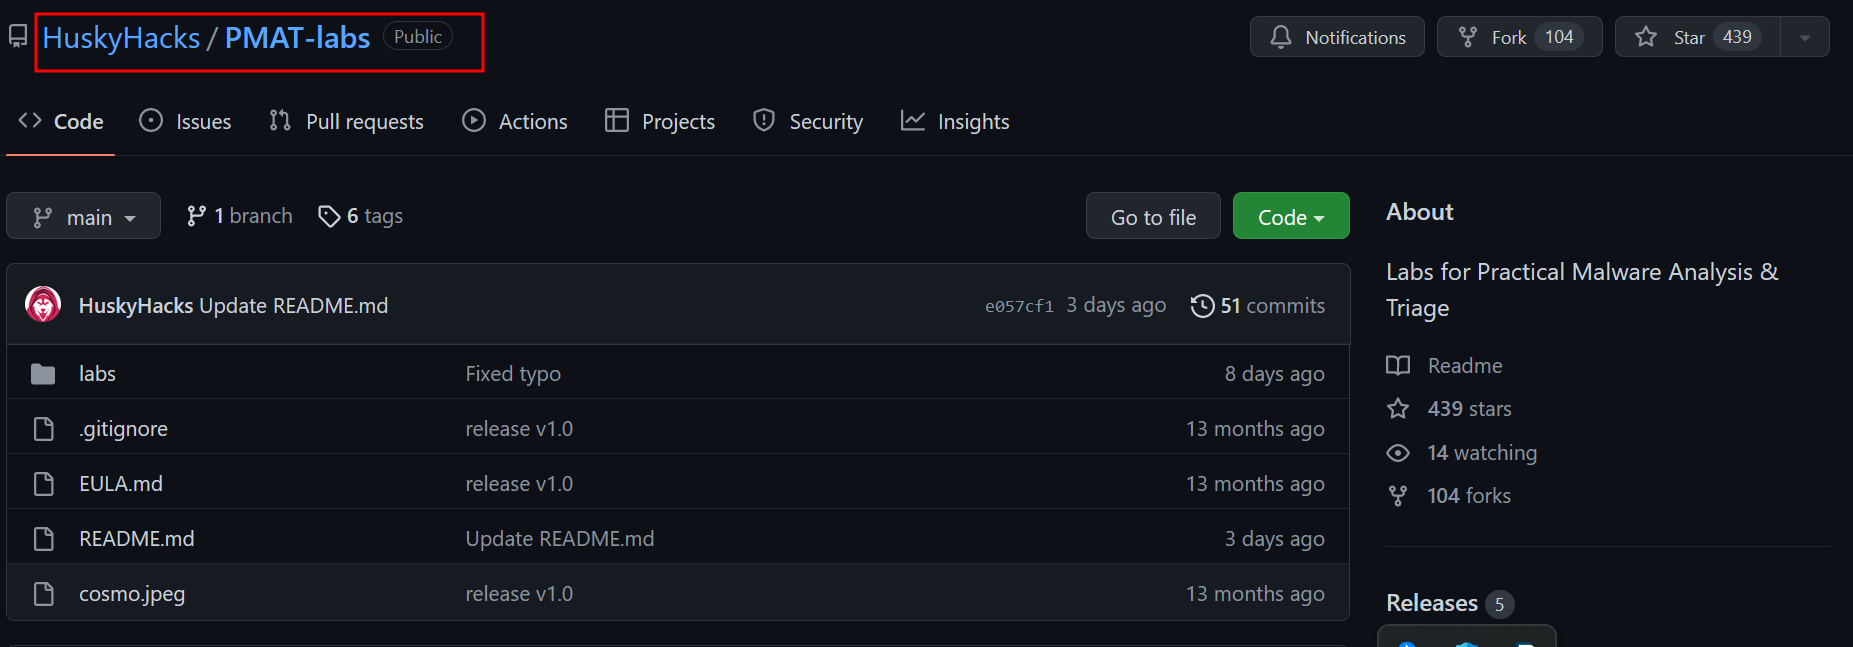 HuskyHacks / PMAT-labs Public
Notifications Fork 104 Star 439
Code Issues Pull requests Actions Projects Security Insights
main 1 branch 6 tags Go to file Code
HuskyHacks Update README.md e057cf1 3 days ago 51 commits
labs Fixed typo 8 days ago
.gitignore release v1.0 13 months ago
EULA.md release v1.0 13 months ago
README.md Update README.md 3 days ago
cosmo.jpeg release v1.0 13 months ago
About
Labs for Practical Malware Analysis &
Triage
Readme
439 stars
14 watching
104 forks
Releases 5